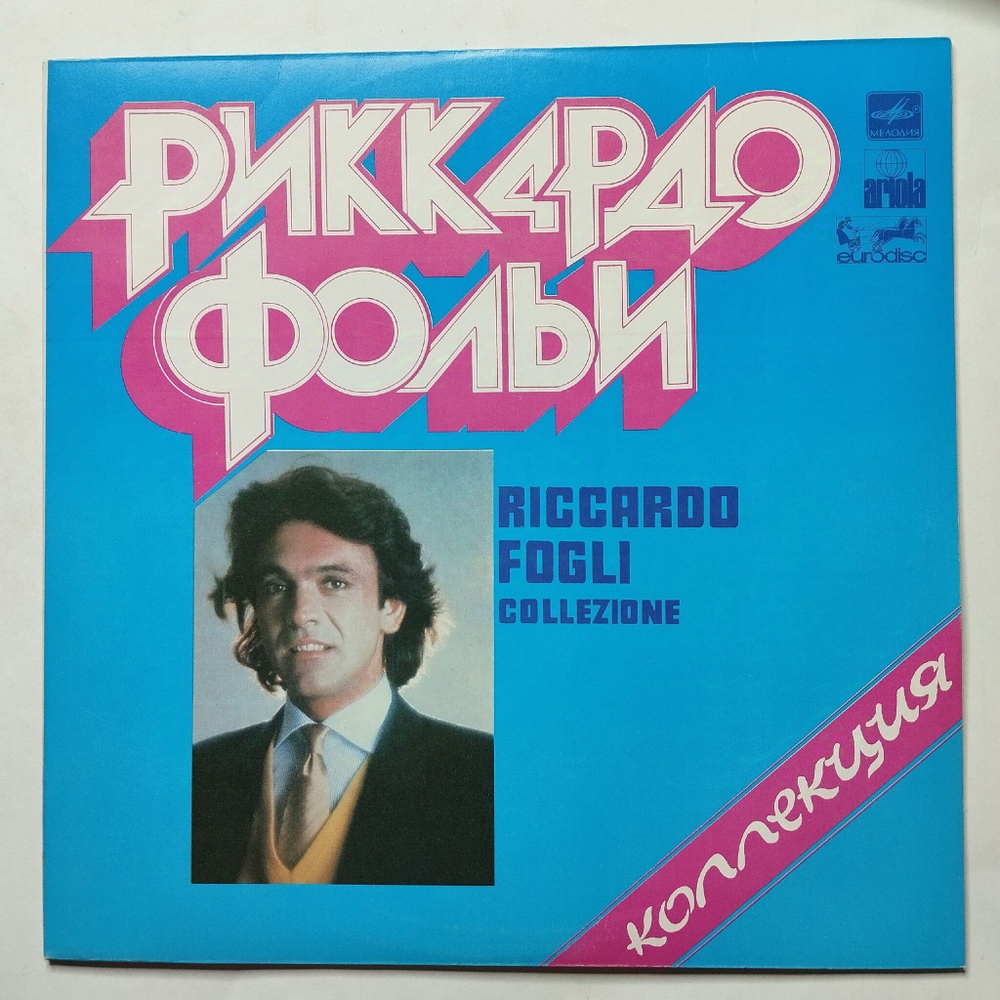 РИККАРДО
ФОЛЬИ
МЕЛОДИЯ
ariola
eurodisc
RICCARDO
FOGLI
COLLEZIONE
коллекция